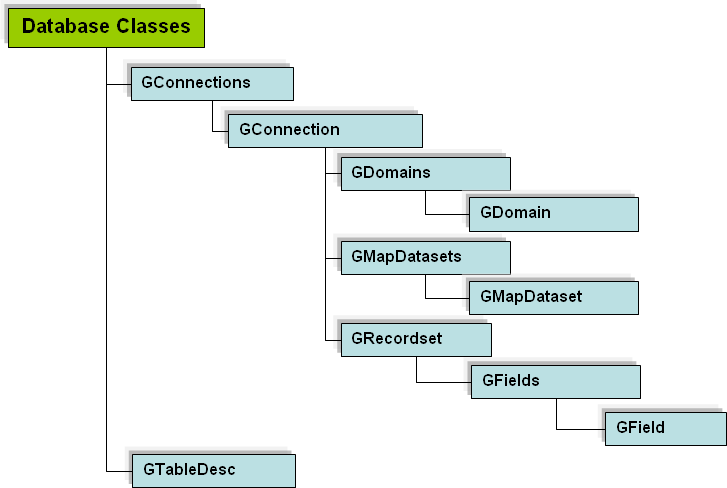 Database Classes
GConnections
GConnection
GDomains
GDomain
GMapDatasets
GMapDataset
GRecordset
GFields
GField
GTableDesc